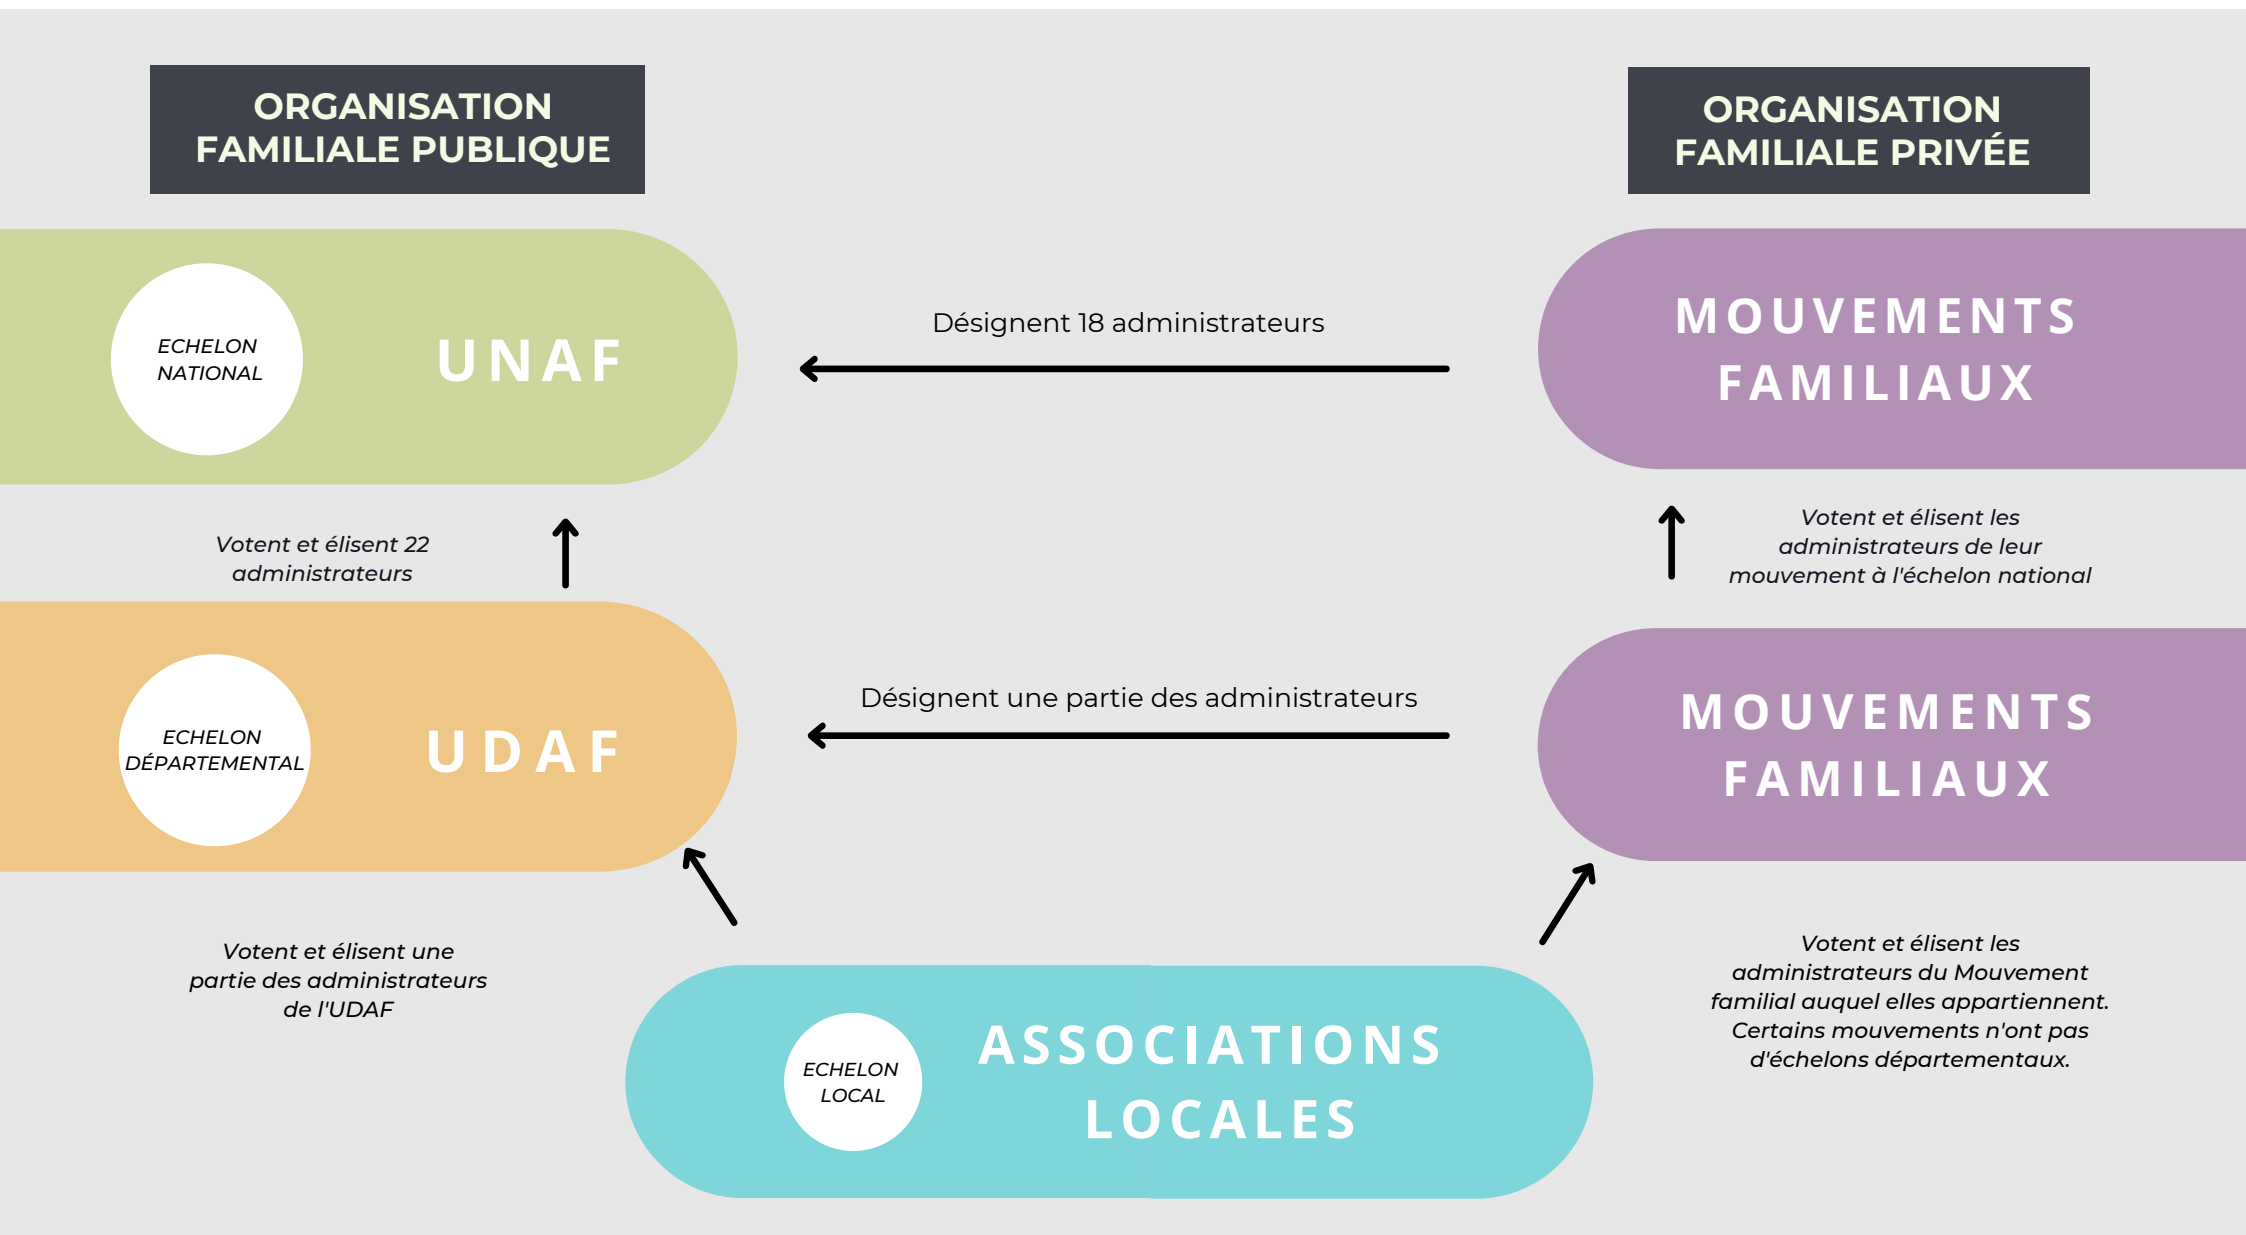 ORGANISATION
FAMILIALE PUBLIQUE
ORGANISATION
FAMILIALE PRIVÉE
ECHELON
NATIONAL
UNAF
Désignent 18 administrateurs
MOUVEMENTS
FAMILIAUX
Votent et élisent 22
administrateurs
Votent et élisent les
administrateurs de leur
mouvement à l'échelon national
ECHELON
DÉPARTEMENTAL
UDAF
Désignent une partie des administrateurs
MOUVEMENTS
FAMILIAUX
Votent et élisent une
partie des administrateurs
de l'UDAF
Votent et élisent les
administrateurs du Mouvement
familial auquel elles appartiennent.
Certains mouvements n'ont pas
d'échelons départementaux.
ECHELON
LOCAL
ASSOCIATIONS
LOCALES